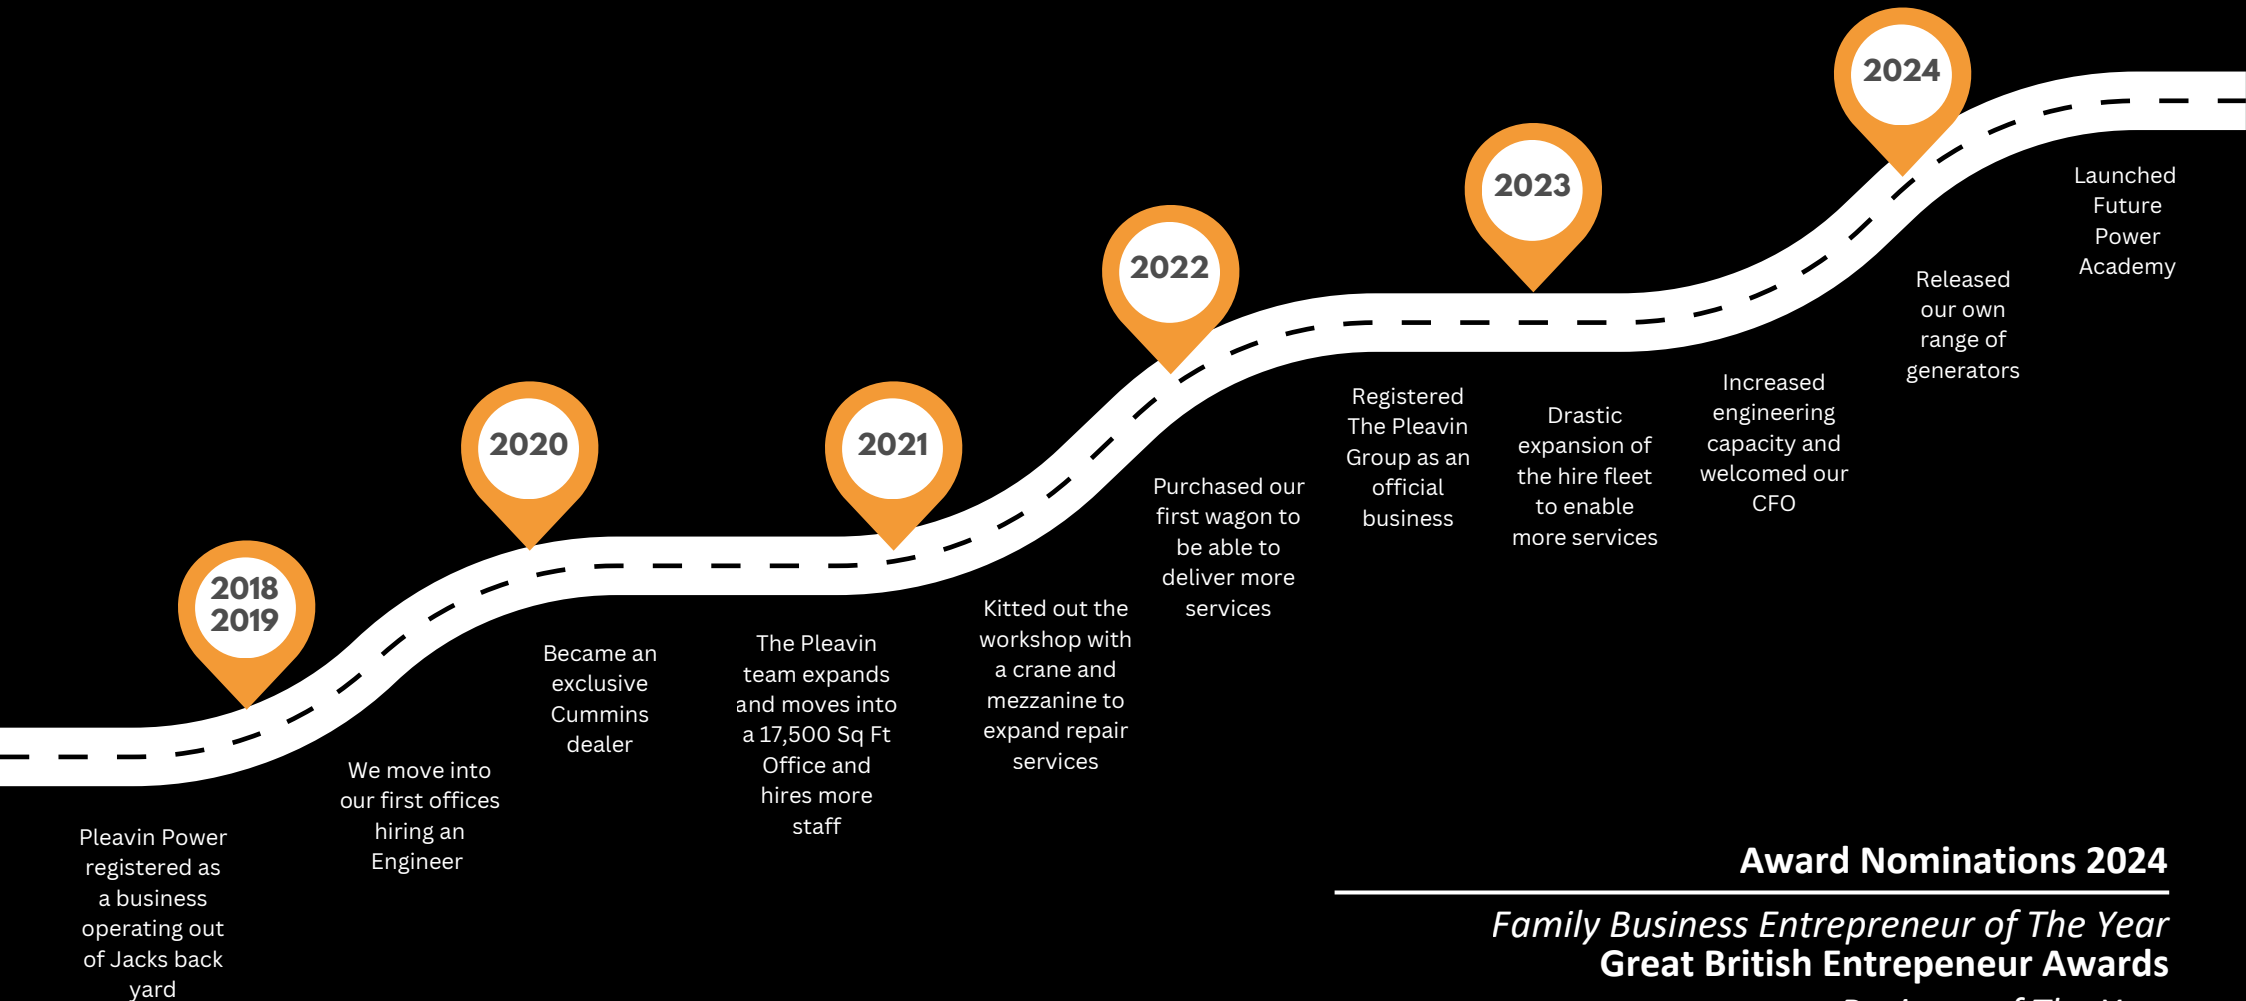 2018
2019
Pleavin Power
registered as
a business
operating out
of Jacks back
yard
We move into
our first offices
hiring an
Engineer
2020
Became an
exclusive
Cummins
dealer
2021
The Pleavin
team expands
and moves into
a 17,500 Sq Ft
Office and
hires more
staff
Kitted out the
workshop with
a crane and
mezzanine to
expand repair
services
2022
Purchased our
first wagon to
be able to
deliver more
services
Registered
The Pleavin
Group as an
official
business
2023
Drastic
expansion of
the hire fleet
to enable
more services
Increased
engineering
capacity and
welcomed our
CFO
2024
Released
our own
range of
generators
Launched
Future
Power
Academy
Award Nominations 2024
Family Business Entrepreneur of The Year
Great British Entrepeneur Awards